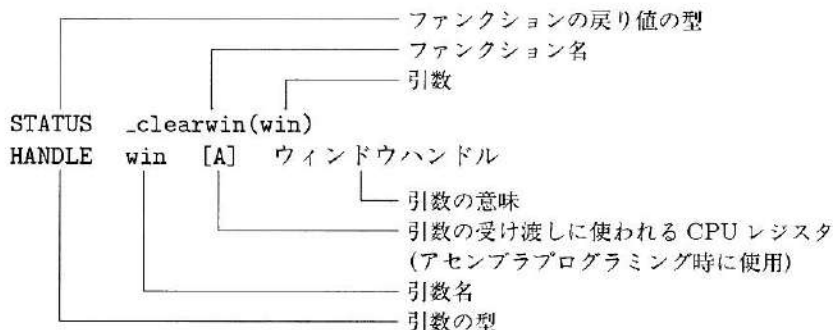 ファンクションの戻り値の型
ファンクション名
引数
STATUS _clearwin(win)
HANDLE win [A] ウィンドウハンドル
引数の意味
引数の受け渡しに使われる CPU レジスタ
(アセンブラプログラミング時に使用)
引数名
引数の型